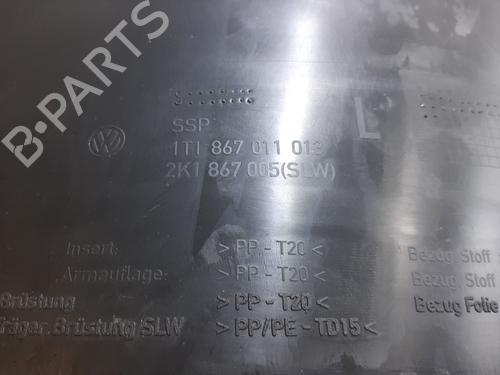 B-PARTS
SSP L
1T1 867 011 013
2K1 867 005(SLW)
Insert: >PP-T20< Bezug Stoff
Armauflage: >PP-T20< Bezug Stoff
Brüstung >PP-T20< Bezug Folie
Träger. Brüstung SLW >PP/PE-TD15<